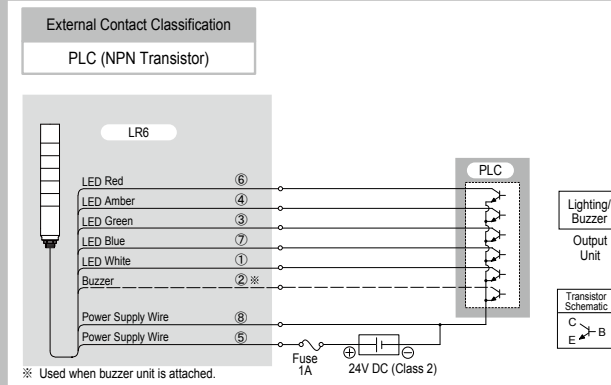 External Contact Classification
PLC (NPN Transistor)
LR6
LED Red ⑥
LED Amber ④
LED Green ③
LED Blue ⑦
LED White ①
Buzzer ②※
Power Supply Wire ⑧
Power Supply Wire ⑤
※ Used when buzzer unit is attached.
Fuse
1A
⊕ ⊖
24V DC (Class 2)
PLC
Lighting/
Buzzer
Output
Unit
Transistor
Schematic
C
B
E